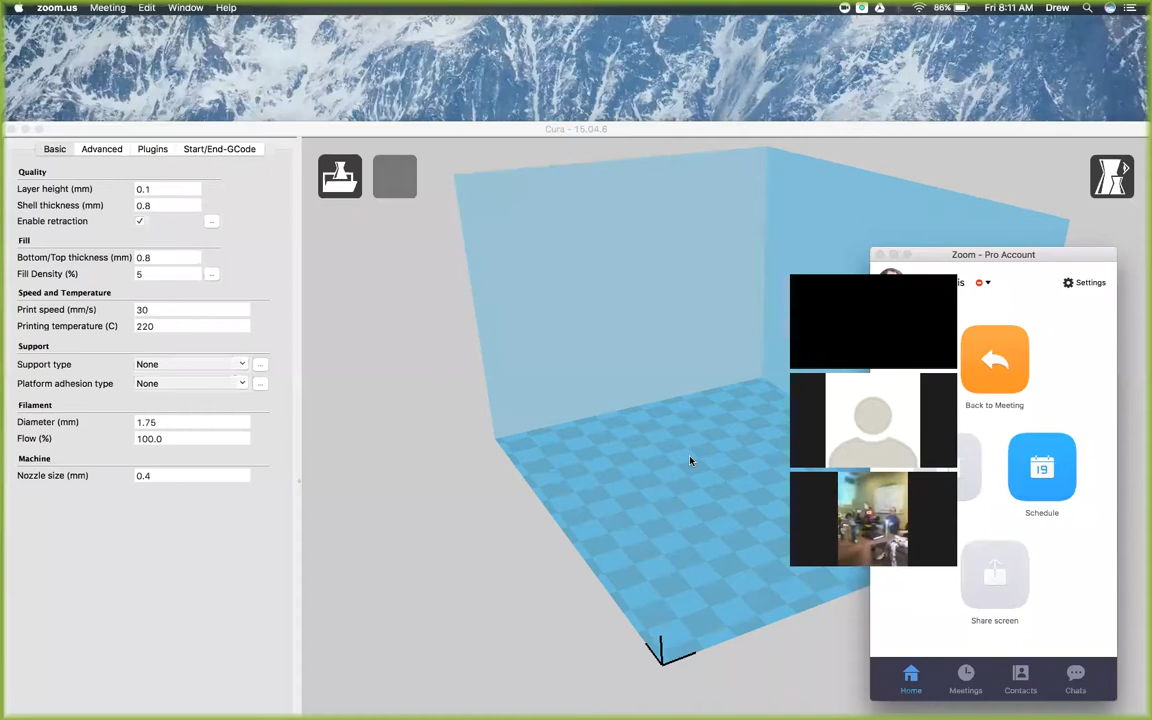 zoom.us Meeting Edit Window Help 86% Fri 8:11 AM Drew
Cura - 15.04.6
Basic Advanced Plugins Start/End-GCode
Quality
Layer height (mm) 0.1
Shell thickness (mm) 0.8
Enable retraction ...
Fill
Bottom/Top thickness (mm) 0.8
Fill Density (%) 5 ...
Speed and Temperature
Print speed (mm/s) 30
Printing temperature (C) 220
Support
Support type None ...
Platform adhesion type None ...
Filament
Diameter (mm) 1.75
Flow (%) 100.0
Machine
Nozzle size (mm) 0.4
Zoom - Pro Account
is Settings
Back to Meeting
19
Schedule
Share screen
Home Meetings Contacts Chats